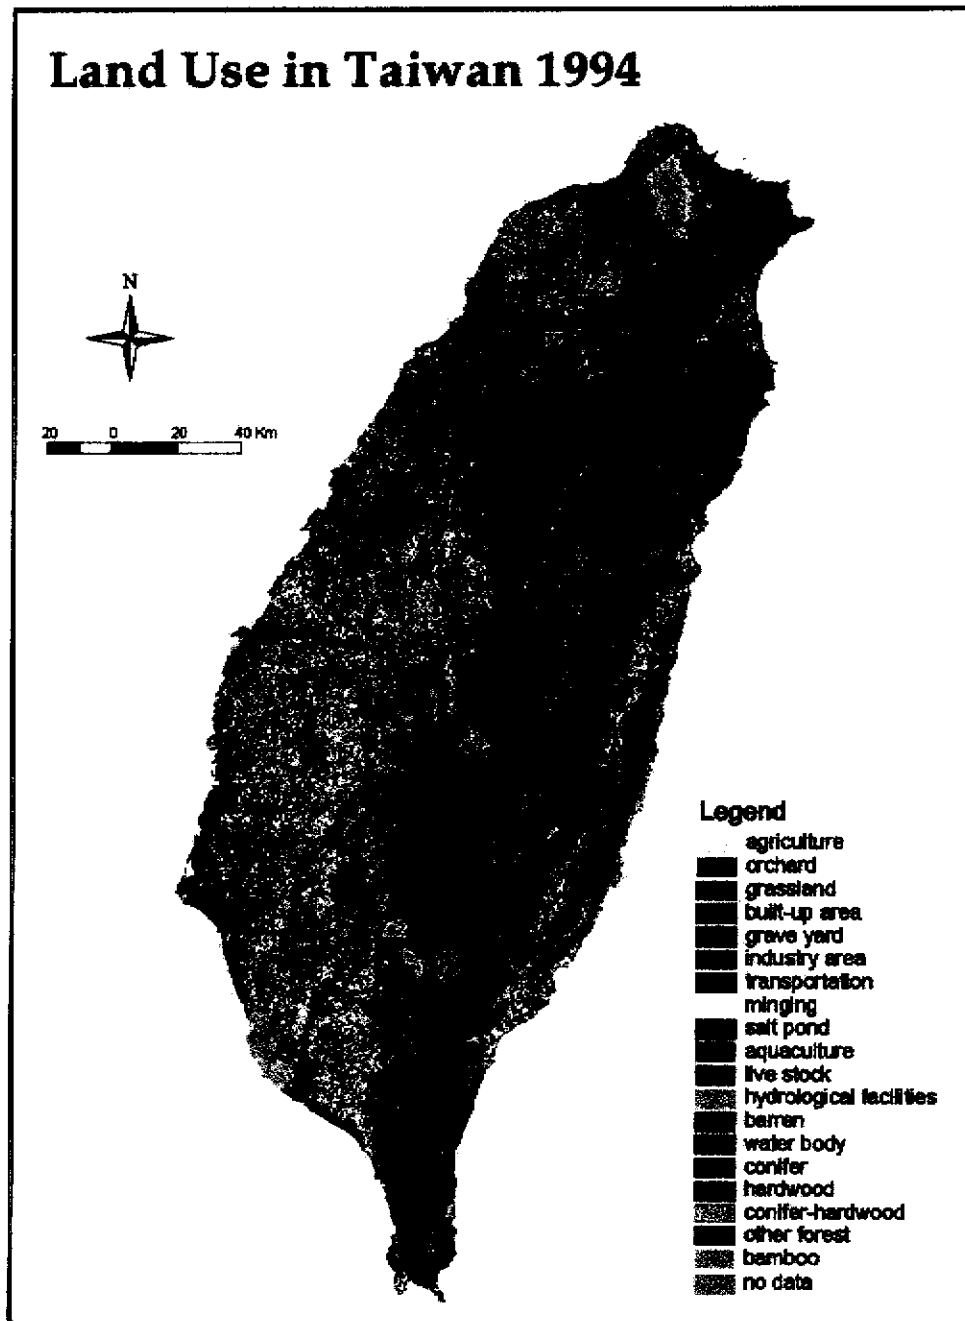 Land Use in Taiwan 1994
N
20 0 20 40 Km
Legend
agriculture
orchard
grassland
built-up area
grave yard
industry area
transportation
minging
salt pond
aquaculture
live stock
hydrological facilities
barren
water body
conifer
hardwood
conifer-hardwood
other forest
bamboo
no data